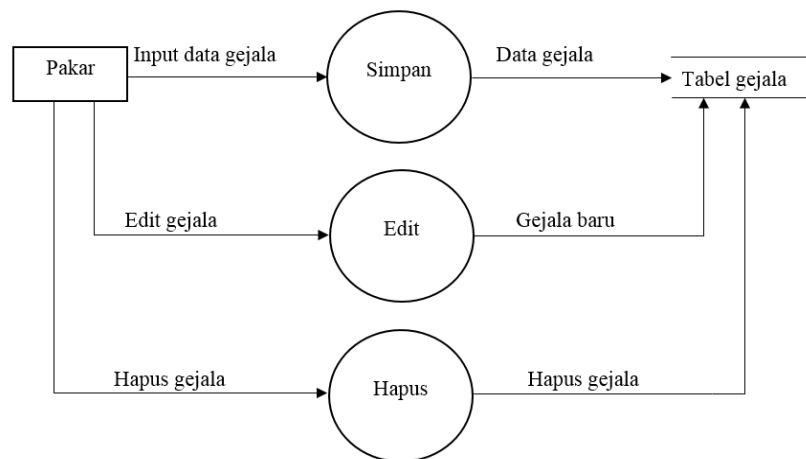 Pakar
Input data gejala
Simpan
Data gejala
Tabel gejala
Edit gejala
Edit
Gejala baru
Hapus gejala
Hapus
Hapus gejala